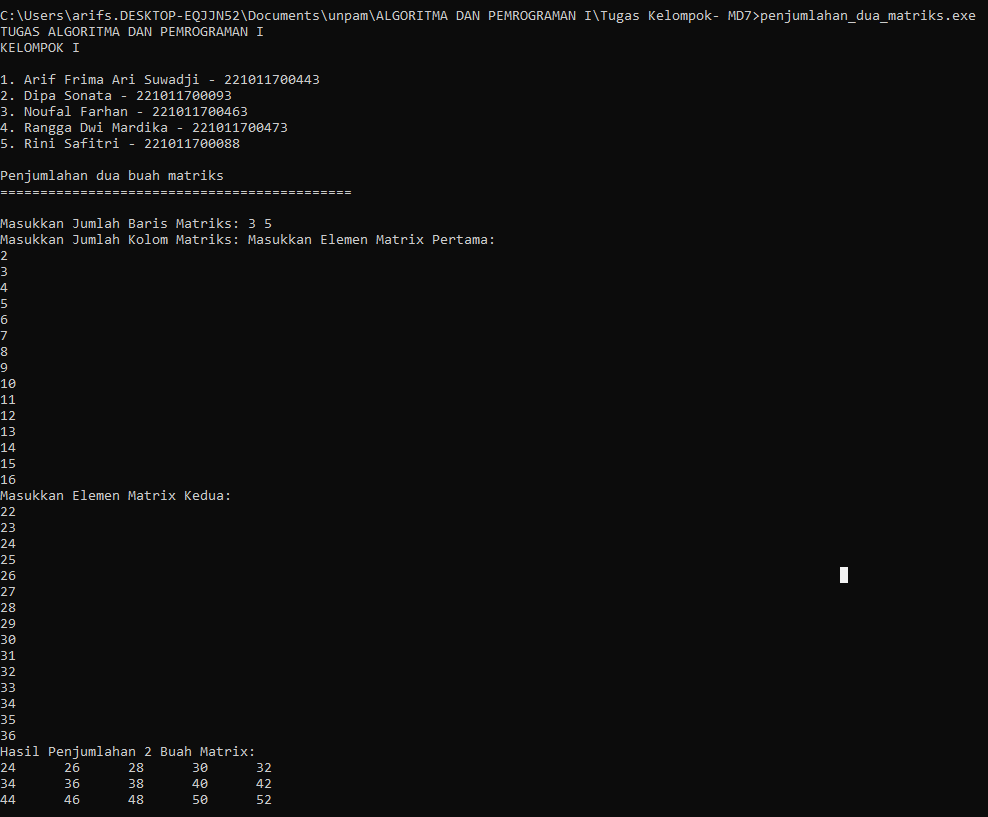 C:\Users\arifs.DESKTOP-EQJJN52\Documents\unpam\ALGORITMA DAN PEMROGRAMAN I\Tugas Kelompok- MD7>penjumlahan_dua_matriks.exe
TUGAS ALGORITMA DAN PEMROGRAMAN I
KELOMPOK I
1. Arif Frima Ari Suwadji - 221011700443
2. Dipa Sonata - 221011700093
3. Noufal Farhan - 221011700463
4. Rangga Dwi Mardika - 221011700473
5. Rini Safitri - 221011700088
Penjumlahan dua buah matriks
============================================
Masukkan Jumlah Baris Matriks: 3 5
Masukkan Jumlah Kolom Matriks: Masukkan Elemen Matrix Pertama:
2
3
4
5
6
7
8
9
10
11
12
13
14
15
16
Masukkan Elemen Matrix Kedua:
22
23
24
25
26
27
28
29
30
31
32
33
34
35
36
Hasil Penjumlahan 2 Buah Matrix:
24 26 28 30 32
34 36 38 40 42
44 46 48 50 52